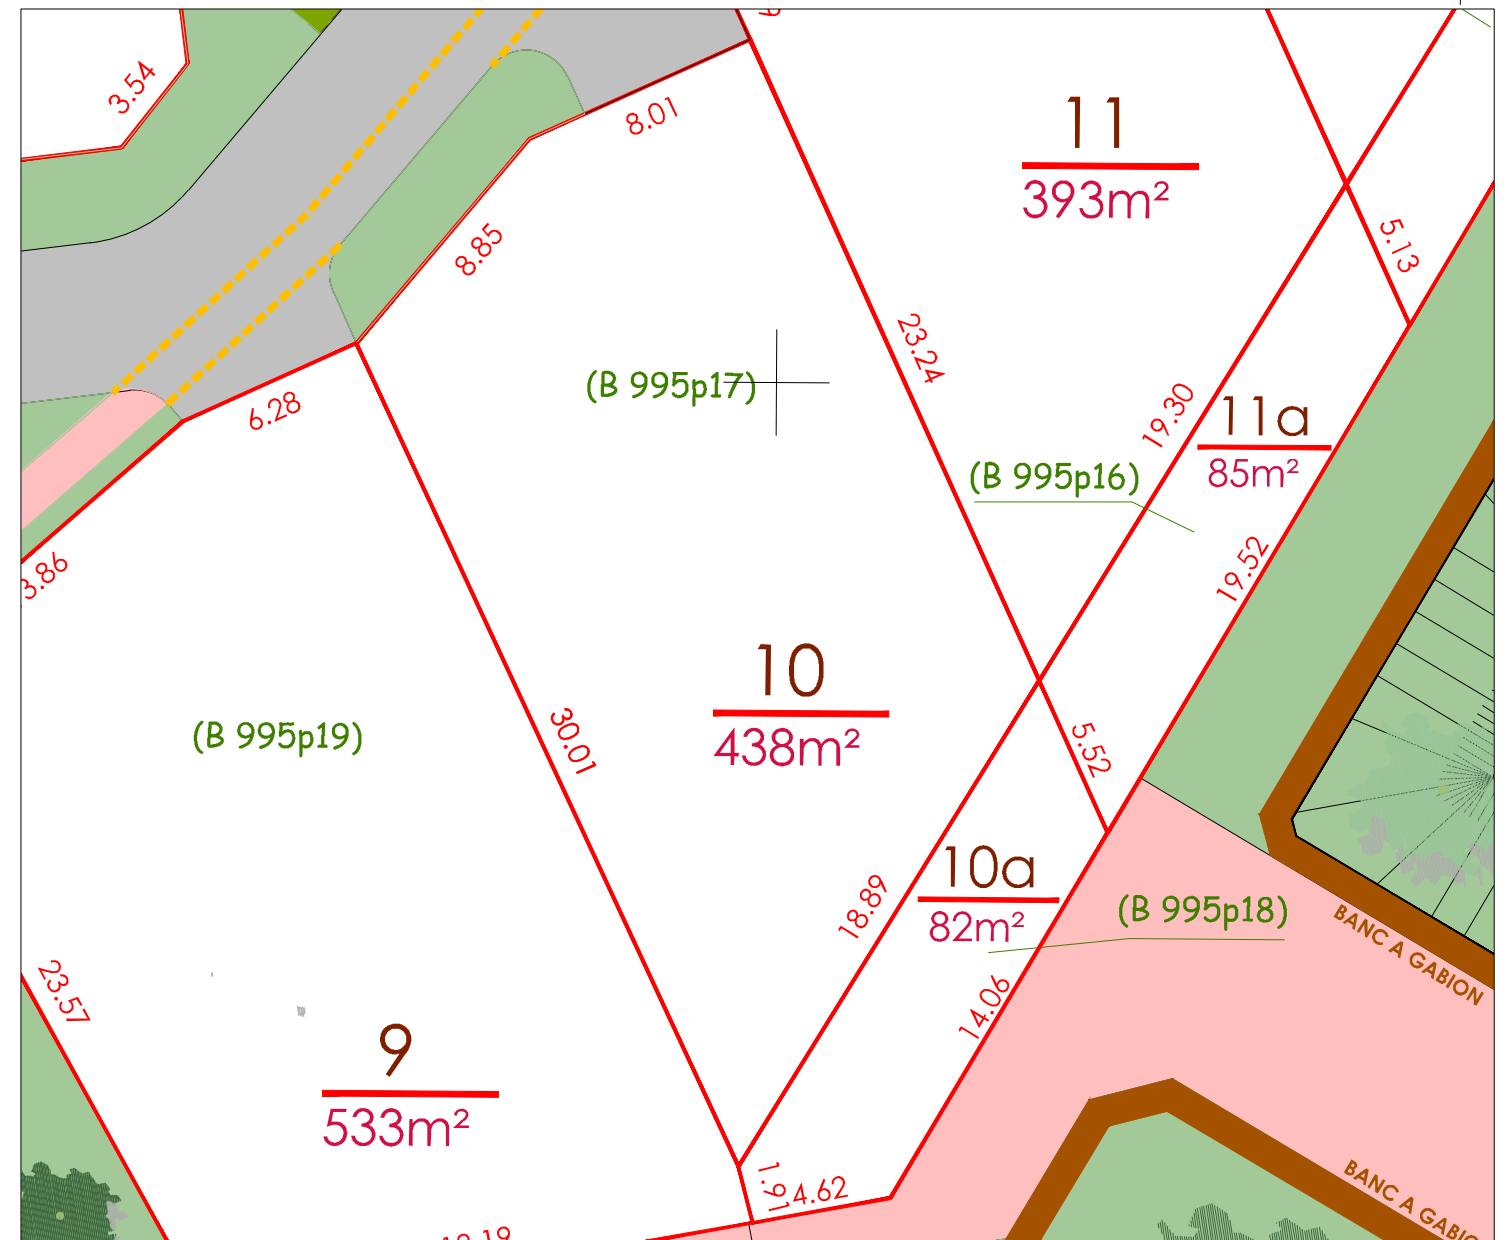 3.54
8.01
11
393m²
8.85
5.13
23.24
(B 995p17)
6.28
19.30
11a
85m²
(B 995p16)
19.52
3.86
10
438m²
30.01
(B 995p19)
5.52
10a
82m²
18.89
(B 995p18)
BANC A GABION
23.57
14.06
9
533m²
1.91
4.62
BANC A GABIO